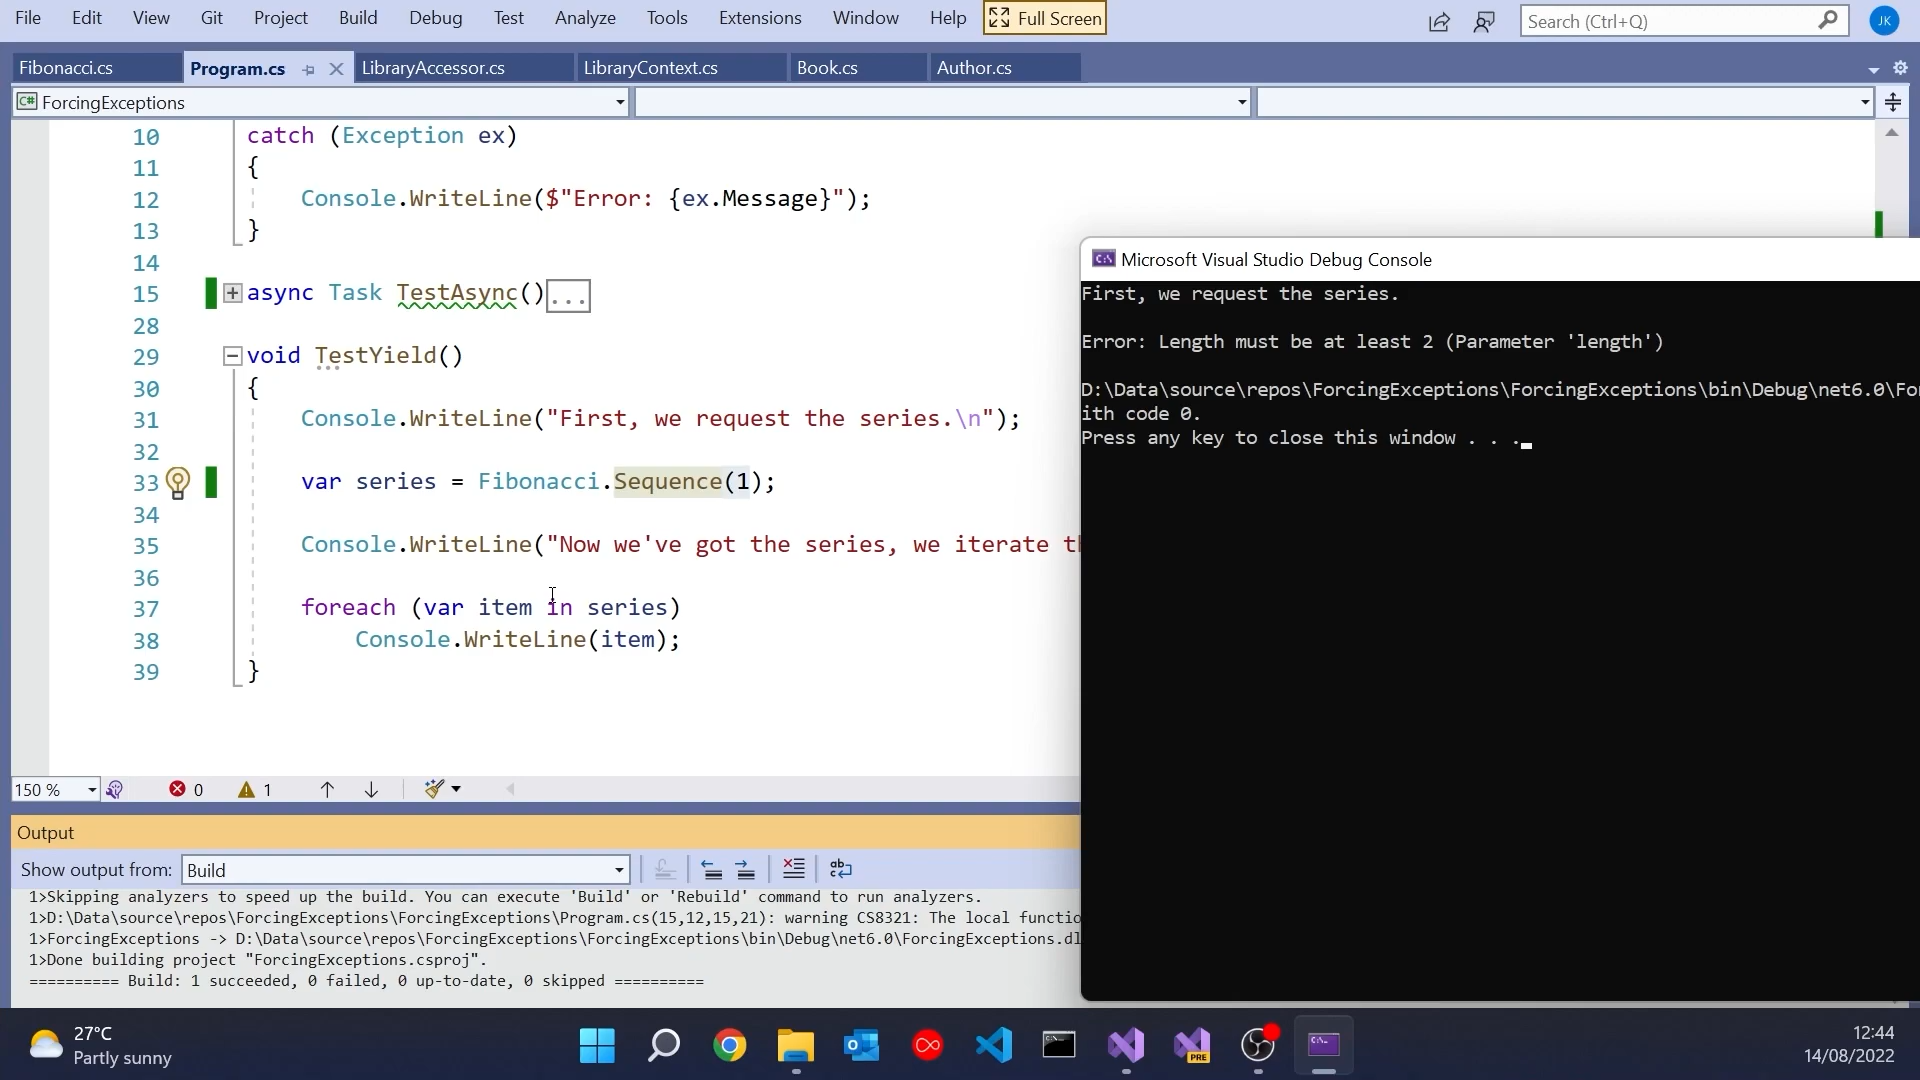 File Edit View Git Project Build Debug Test Analyze Tools Extensions Window Help Full Screen Search (Ctrl+Q) JK
Fibonacci.cs Program.cs LibraryAccessor.cs LibraryContext.cs Book.cs Author.cs
C# ForcingExceptions
10 catch (Exception ex)
11 {
12 Console.WriteLine($"Error: {ex.Message}");
13 }
14
15 async Task TestAsync()...
28
29 void TestYield()
30 {
31 Console.WriteLine("First, we request the series.\n");
32
33 var series = Fibonacci.Sequence(1);
34
35 Console.WriteLine("Now we've got the series, we iterate th
36
37 foreach (var item in series)
38 Console.WriteLine(item);
39 }
150 % 0 1
Microsoft Visual Studio Debug Console
First, we request the series.
Error: Length must be at least 2 (Parameter 'length')
D:\Data\source\repos\ForcingExceptions\ForcingExceptions\bin\Debug\net6.0\For
ith code 0.
Press any key to close this window . . .
Output
Show output from: Build
1>Skipping analyzers to speed up the build. You can execute 'Build' or 'Rebuild' command to run analyzers.
1>D:\Data\source\repos\ForcingExceptions\ForcingExceptions\Program.cs(15,12,15,21): warning CS8321: The local functio
1>ForcingExceptions -> D:\Data\source\repos\ForcingExceptions\ForcingExceptions\bin\Debug\net6.0\ForcingExceptions.dl
1>Done building project "ForcingExceptions.csproj".
========== Build: 1 succeeded, 0 failed, 0 up-to-date, 0 skipped ==========
27°C
Partly sunny
PRE
12:44
14/08/2022